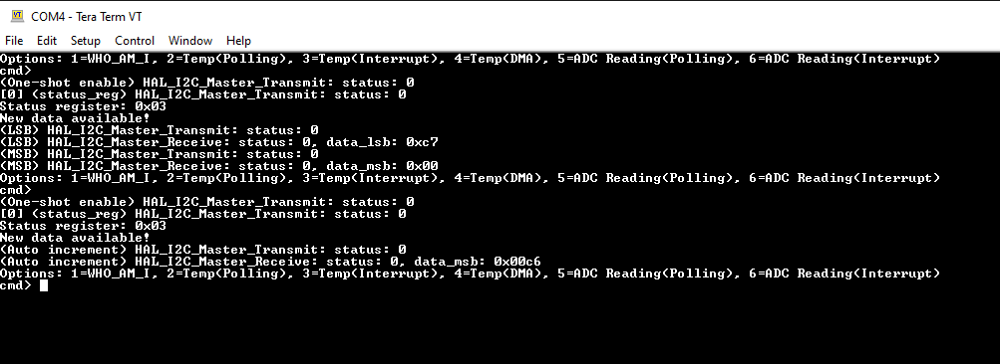 VT COM4 - Tera Term VT
File Edit Setup Control Window Help
Options: 1=WHO_AM_I, 2=Temp(Polling), 3=Temp(Interrupt), 4=Temp(DMA), 5=ADC Reading(Polling), 6=ADC Reading(Interrupt)
cmd>
(One-shot enable) HAL_I2C_Master_Transmit: status: 0
[0] (status_reg) HAL_I2C_Master_Transmit: status: 0
Status register: 0x03
New data available!
(LSB) HAL_I2C_Master_Transmit: status: 0
(LSB) HAL_I2C_Master_Receive: status: 0, data_lsb: 0xc7
(MSB) HAL_I2C_Master_Transmit: status: 0
(MSB) HAL_I2C_Master_Receive: status: 0, data_msb: 0x00
Options: 1=WHO_AM_I, 2=Temp(Polling), 3=Temp(Interrupt), 4=Temp(DMA), 5=ADC Reading(Polling), 6=ADC Reading(Interrupt)
cmd>
(One-shot enable) HAL_I2C_Master_Transmit: status: 0
[0] (status_reg) HAL_I2C_Master_Transmit: status: 0
Status register: 0x03
New data available!
(Auto increment) HAL_I2C_Master_Transmit: status: 0
(Auto increment) HAL_I2C_Master_Receive: status: 0, data_msb: 0x00c6
Options: 1=WHO_AM_I, 2=Temp(Polling), 3=Temp(Interrupt), 4=Temp(DMA), 5=ADC Reading(Polling), 6=ADC Reading(Interrupt)
cmd>